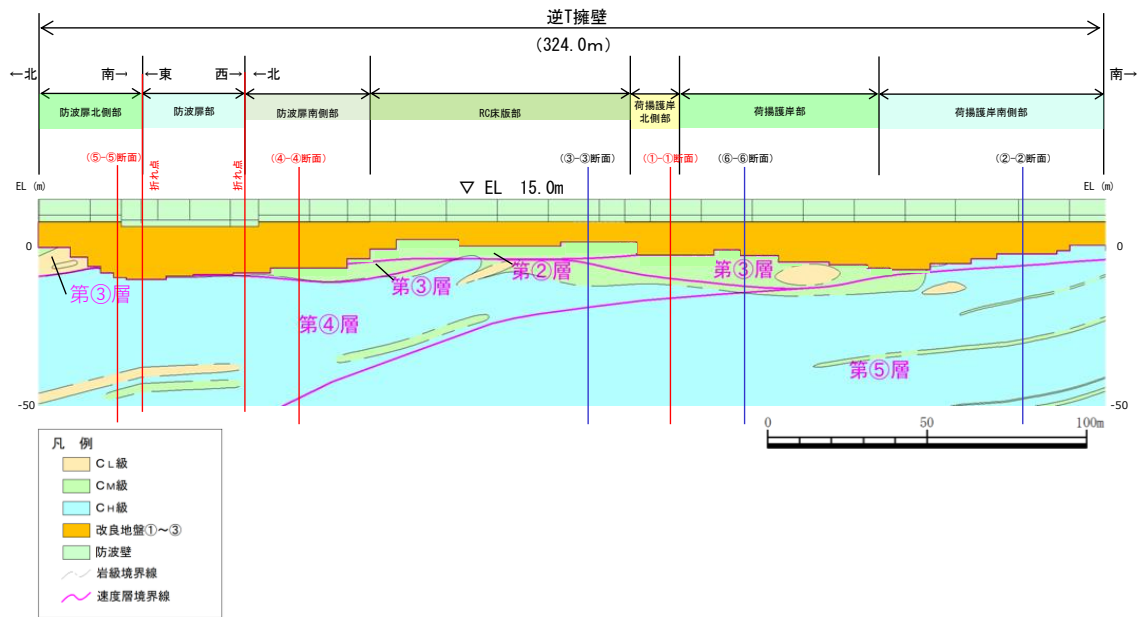 逆T擁壁
(324.0m)
←北 南→ ←東 西→ ←北 南→
防波扉北側部 防波扉部 防波扉南側部 RC床版部 荷揚護岸北側部 荷揚護岸部 荷揚護岸南側部
(⑤-⑤断面) 折れ点 折れ点 (④-④断面) (③-③断面) (①-①断面) (⑥-⑥断面) (②-②断面)
EL (m) ▽ EL 15.0m EL (m)
0 0
第②層 第③層
第③層 第③層
第④層
第⑤層
-50 -50
0 50 100m
凡 例
CL級
CM級
CH級
改良地盤①～③
防波壁
岩級境界線
速度層境界線